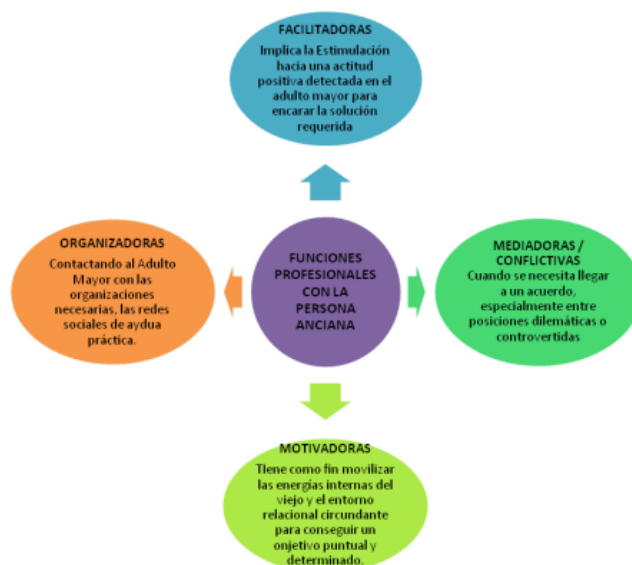 FACILITADORAS
Implica la Estimulación
hacia una actitud
positiva detectada en el
adulto mayor para
encarar la solución
requerida
ORGANIZADORAS
Contactando al Adulto
Mayor con las
organizaciones
necesarias, las redes
sociales de aydua
práctica.
FUNCIONES
PROFESIONALES
CON LA
PERSONA
ANCIANA
MEDIADORAS /
CONFLICTIVAS
Cuando se necesita llegar
a un acuerdo,
especialmente entre
posiciones dilemáticas o
controvertidas
MOTIVADORAS
TIene como fin movilizar
las energías internas del
viejo y el entorno
relacional circundante
para conseguir un
onjetivo puntual y
determinado.